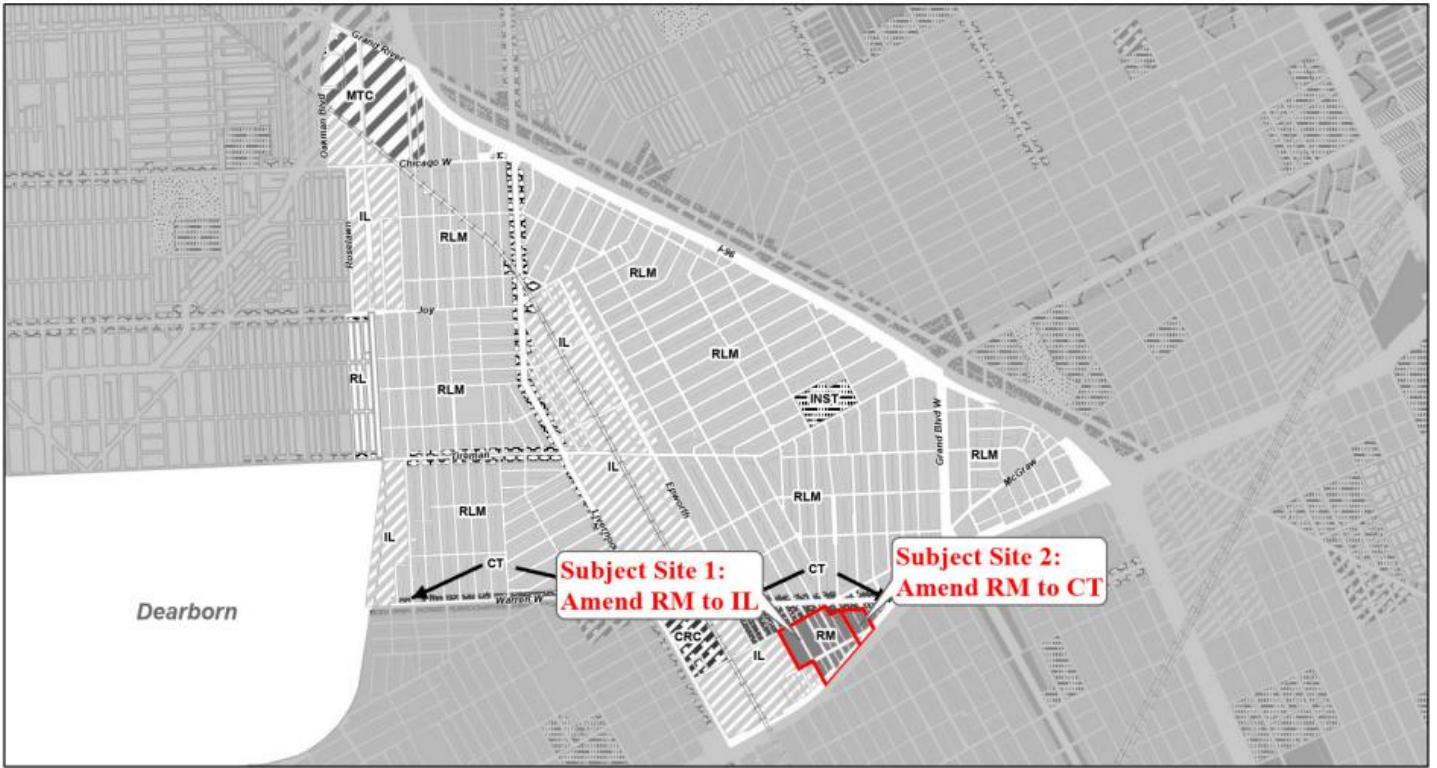 Grand River
MTC
Oakman Blvd
Chicago W
IL
Roselawn
RLM
RLM
I-96
Joy
IL
RLM
RL
RLM
INST
Grand Blvd W
Tireman
IL
Epworth
RLM
McGraw
RLM
RLM
IL
CT
CT
Subject Site 1:
Amend RM to IL
Subject Site 2:
Amend RM to CT
Warren W
Dearborn
CRC
RM
IL